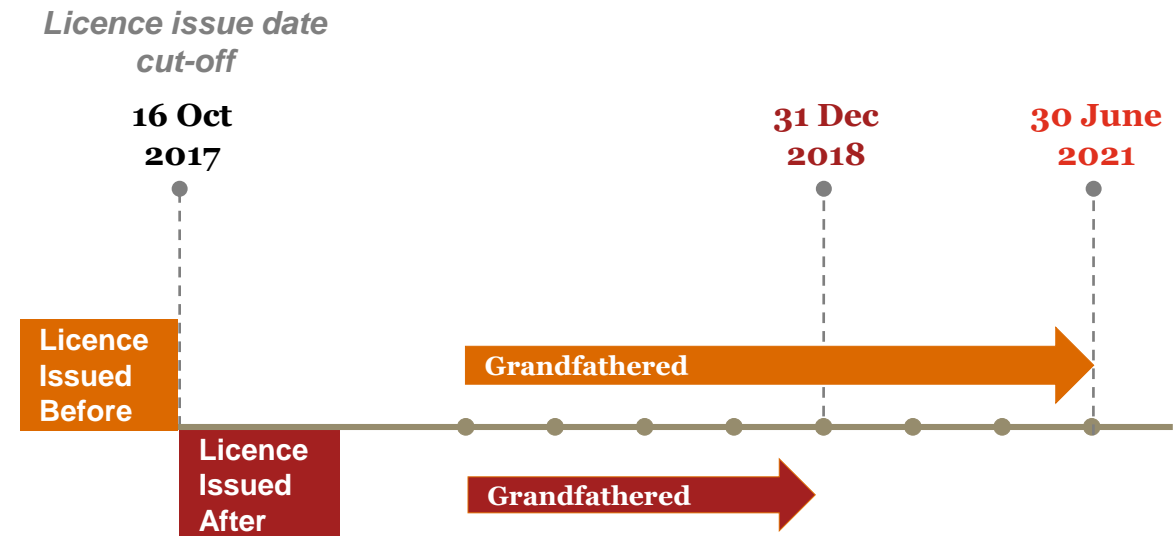 Licence issue date
cut-off
16 Oct
2017
31 Dec
2018
30 June
2021
Licence
Issued
Before
Grandfathered
Licence
Issued
After
Grandfathered